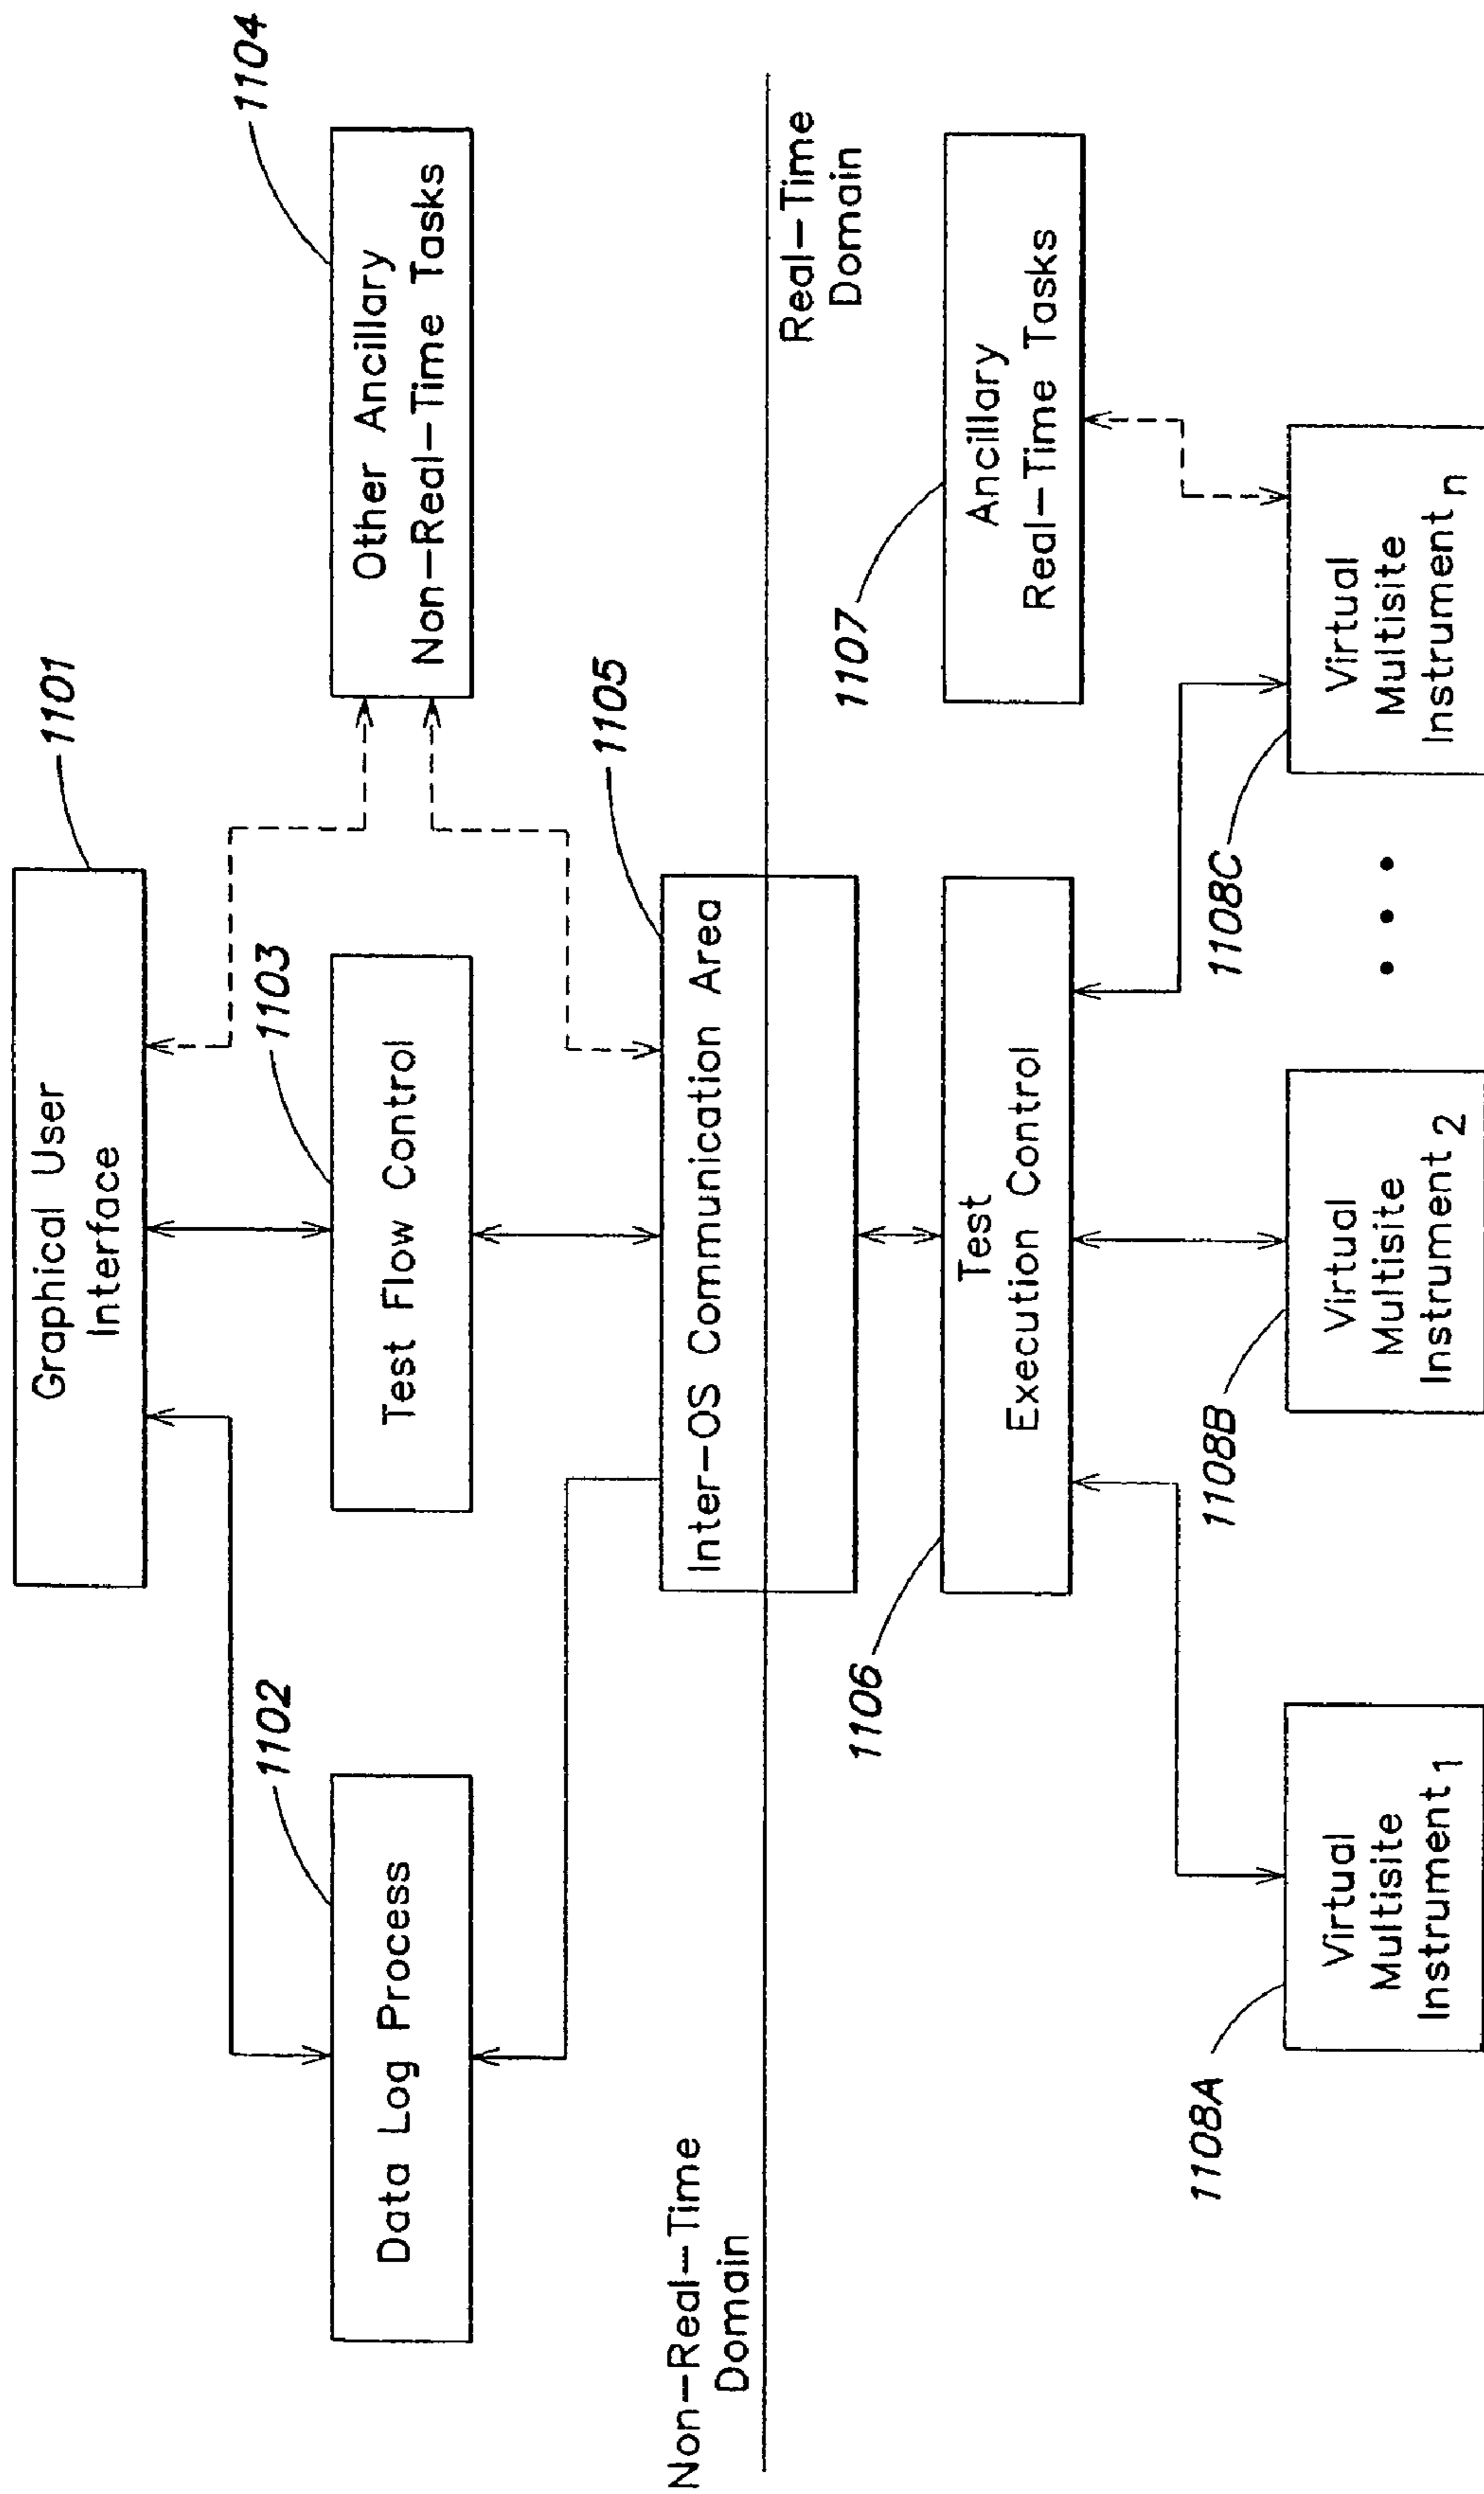 1101
Graphical User
Interface
1102
1103
1104
Data Log Process
Test Flow Control
Other Ancillary
Non-Real-Time Tasks
1105
Inter-OS Communication Area
Non-Real-Time
Domain
Real-Time
Domain
1106
1107
Test
Execution Control
Ancillary
Real-Time Tasks
1108A
1108B
1108C
Virtual
Multisite
Instrument 1
Virtual
Multisite
Instrument 2
• • •
Virtual
Multisite
Instrument n